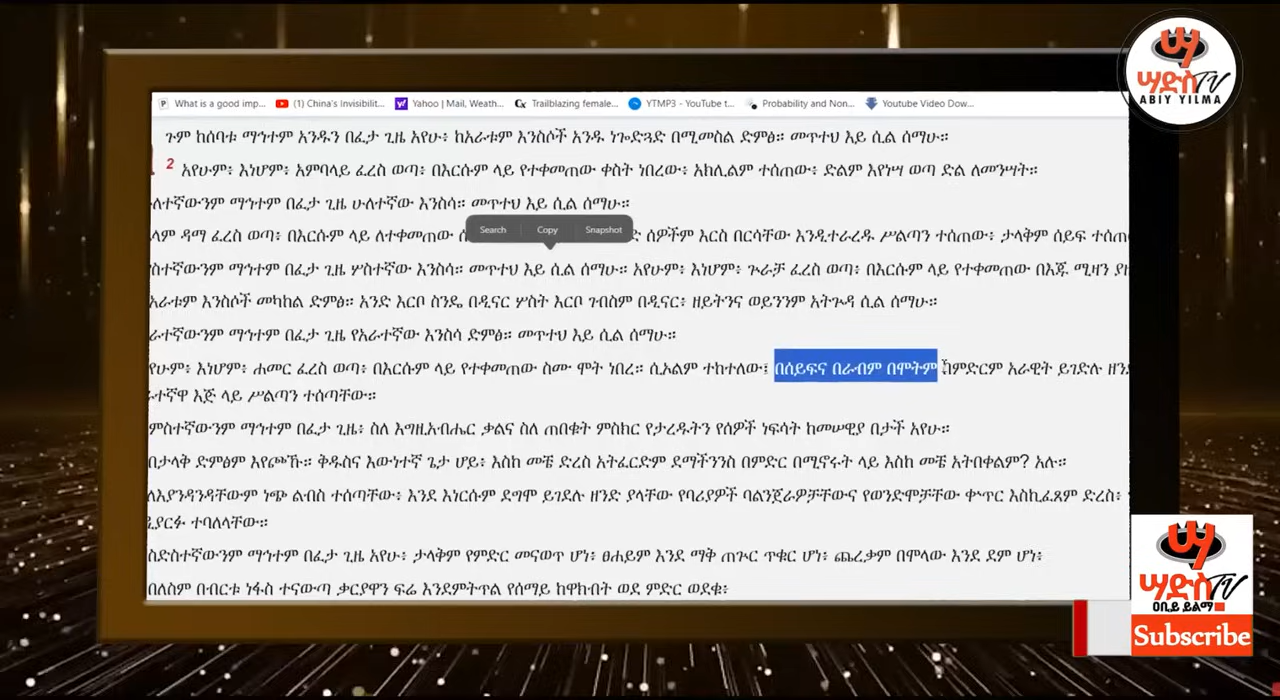 ሣድስTV
ABIY YILMA
What is a good imp...
(1) China's Invisibilit...
Yahoo | Mail, Weath...
Trailblazing female...
YTMP3 - YouTube t...
Probability and Non...
Youtube Video Dow...
ጉም ከሰባቱ ማኅተም አንዱን በፈታ ጊዜ አየሁ፥ ከአራቱም እንስሶች አንዱ ነጐድጓድ በሚመስል ድምፅ። መጥተህ እይ ሲል ሰማሁ።
2 አየሁም፥ እነሆም፥ አምባላይ ፈረስ ወጣ፥ በእርሱም ላይ የተቀመጠው ቀስት ነበረው፥ አክሊልም ተሰጠው፥ ድልም እየነሣ ወጣ ድል ለመንሣት።
ለተኛውንም ማኅተም በፈታ ጊዜ ሁለተኛው እንስሳ። መጥተህ እይ ሲል ሰማሁ።
Search Copy Snapshot
ላም ዳማ ፈረስ ወጣ፥ በእርሱም ላይ ለተቀመጠው ሰዎችም እርስ በርሳቸው እንዲተራረዱ ሥልጣን ተሰጠው፥ ታላቅም ሰይፍ ተሰጠ
ስተኛውንም ማኅተም በፈታ ጊዜ ሦስተኛው እንስሳ። መጥተህ እይ ሲል ሰማሁ። አየሁም፥ እነሆም፥ ጕራቻ ፈረስ ወጣ፥ በእርሱም ላይ የተቀመጠው በእጁ ሚዛን ያ
አራቱም እንስሶች መካከል ድምፅ። አንድ እርቦ ስንዴ በዲናር ሦስት እርቦ ገብስም በዲናር፥ ዘይትንና ወይንንም አትጕዳ ሲል ሰማሁ።
ራተኛውንም ማኅተም በፈታ ጊዜ የአራተኛው እንስሳ ድምፅ። መጥተህ እይ ሲል ሰማሁ።
የሁም፥ እነሆም፥ ሐመር ፈረስ ወጣ፥ በእርሱም ላይ የተቀመጠው ስሙ ሞት ነበረ። ሲኦልም ተከተለው፤ በሰይፍና በራብም በሞትም ከምድርም አራዊት ይገድሉ ዘን
ተኛዋ እጅ ላይ ሥልጣን ተሰጣቸው።
ምስተኛውንም ማኅተም በፈታ ጊዜ፥ ስለ እግዚአብሔር ቃልና ስለ ጠበቁት ምስክር የታረዱትን የሰዎች ነፍሳት ከመሠዊያ በታች አየሁ።
በታላቅ ድምፅም እየጮኹ። ቅዱስና እውነተኛ ጌታ ሆይ፥ እስከ መቼ ድረስ አትፈርድም ደማችንንስ በምድር በሚኖሩት ላይ እስከ መቼ አትበቀልም? አሉ።
ለእያንዳንዳቸውም ነጭ ልብስ ተሰጣቸው፥ እንደ እነርሱም ደግሞ ይገደሉ ዘንድ ያላቸው የባሪያዎች ባልንጀራዎቻቸውና የወንድሞቻቸው ቍጥር እስኪፈጸም ድረስ፥
ዲያርፉ ተባለላቸው።
ስድስተኛውንም ማኅተም በፈታ ጊዜ አየሁ፥ ታላቅም የምድር መናወጥ ሆነ፥ ፀሐይም እንደ ማቅ ጠጕር ጥቁር ሆነ፥ ጨረቃም በሞላው እንደ ደም ሆነ፥
በለስም በብርቱ ነፋስ ተናውጣ ቃርያዋን ፍሬ እንደምትጥል የሰማይ ከዋክብት ወደ ምድር ወደቁ፥
ሣድስTV
ዐቢይ ይልማ
Subscribe